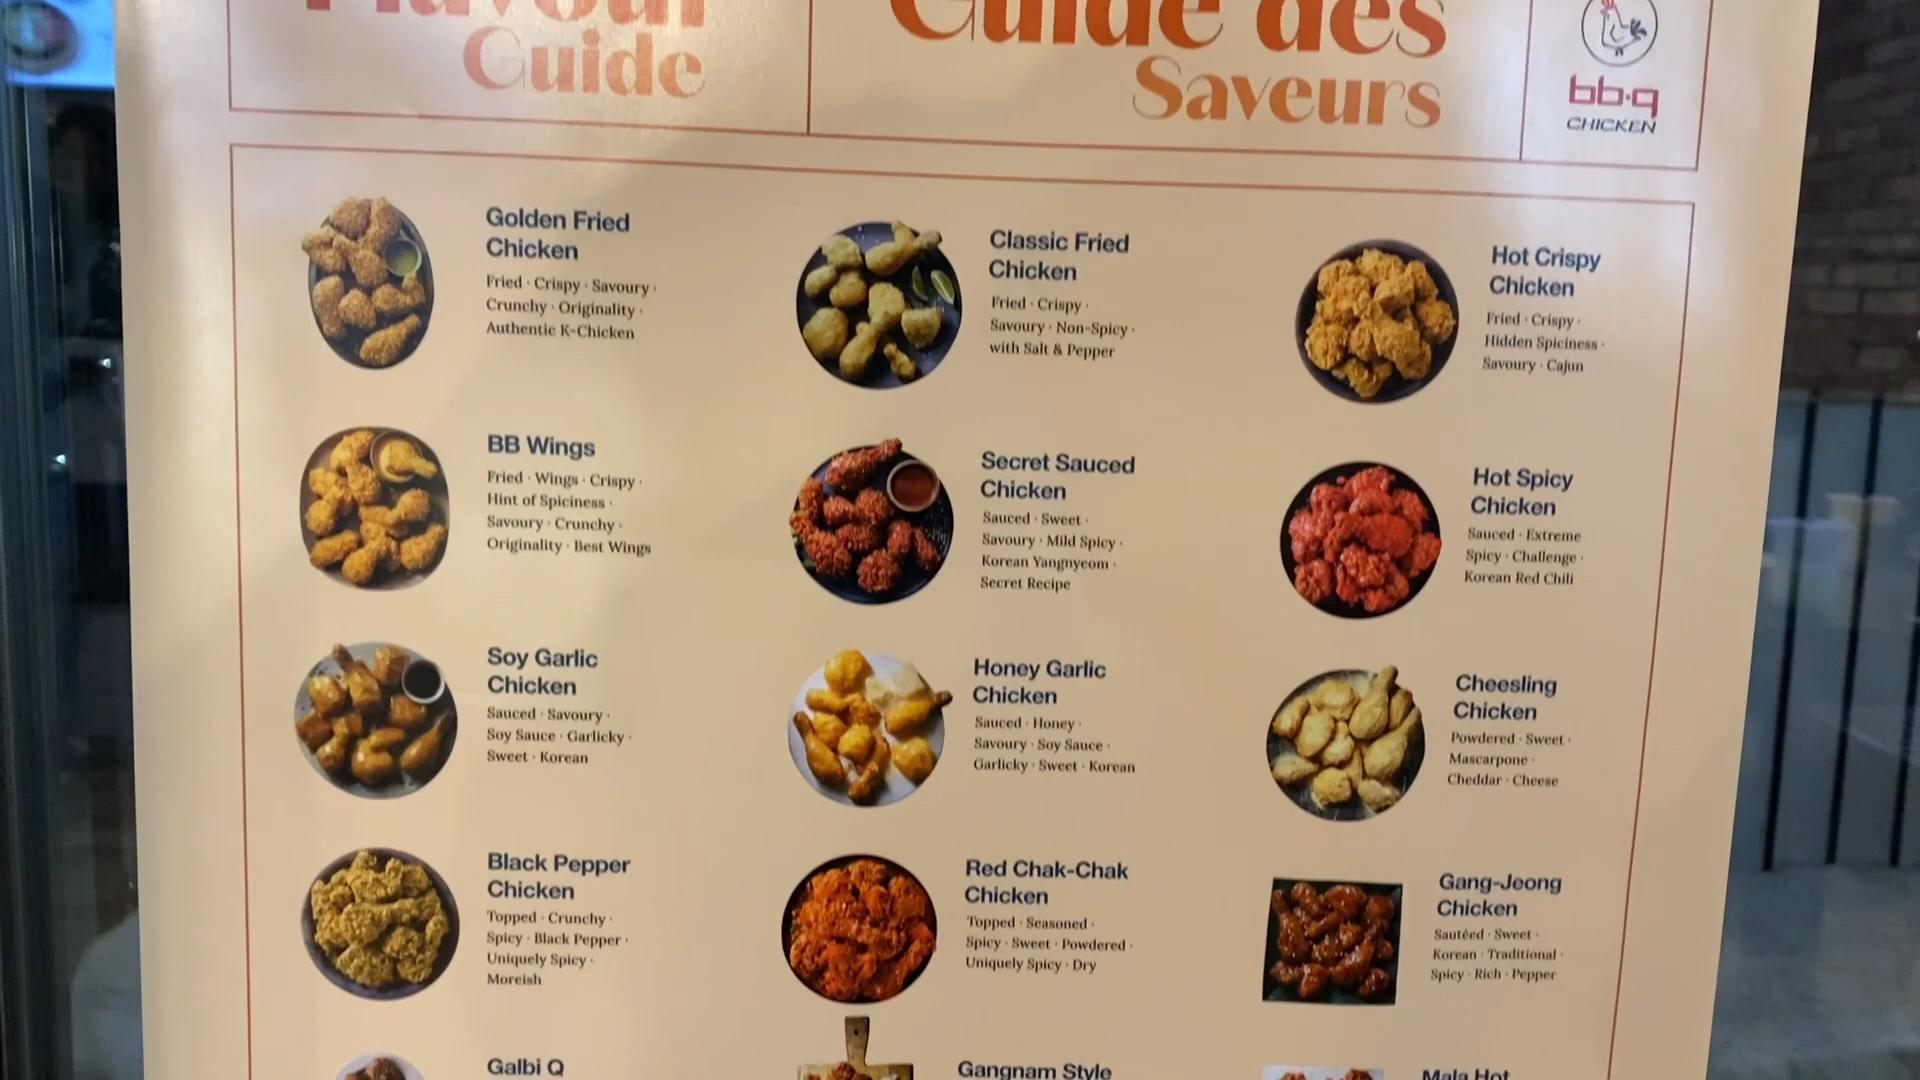 Flavour
Guide
Guide des
Saveurs
bb·q
CHICKEN
Golden Fried
Chicken
Fried · Crispy · Savoury ·
Crunchy · Originality ·
Authentic K-Chicken
Classic Fried
Chicken
Fried · Crispy ·
Savoury · Non-Spicy ·
with Salt & Pepper
Hot Crispy
Chicken
Fried · Crispy ·
Hidden Spiciness ·
Savoury · Cajun
BB Wings
Fried · Wings · Crispy ·
Hint of Spiciness ·
Savoury · Crunchy ·
Originality · Best Wings
Secret Sauced
Chicken
Sauced · Sweet ·
Savoury · Mild Spicy ·
Korean Yangnyeom ·
Secret Recipe
Hot Spicy
Chicken
Sauced · Extreme
Spicy · Challenge ·
Korean Red Chili
Soy Garlic
Chicken
Sauced · Savoury ·
Soy Sauce · Garlicky ·
Sweet · Korean
Honey Garlic
Chicken
Sauced · Honey ·
Savoury · Soy Sauce ·
Garlicky · Sweet · Korean
Cheesling
Chicken
Powdered · Sweet ·
Mascarpone ·
Cheddar · Cheese
Black Pepper
Chicken
Topped · Crunchy ·
Spicy · Black Pepper ·
Uniquely Spicy ·
Moreish
Red Chak-Chak
Chicken
Topped · Seasoned ·
Spicy · Sweet · Powdered ·
Uniquely Spicy · Dry
Gang-Jeong
Chicken
Sautéed · Sweet ·
Korean · Traditional ·
Spicy · Rich · Pepper
Galbi Q
Gangnam Style
Mala Hot